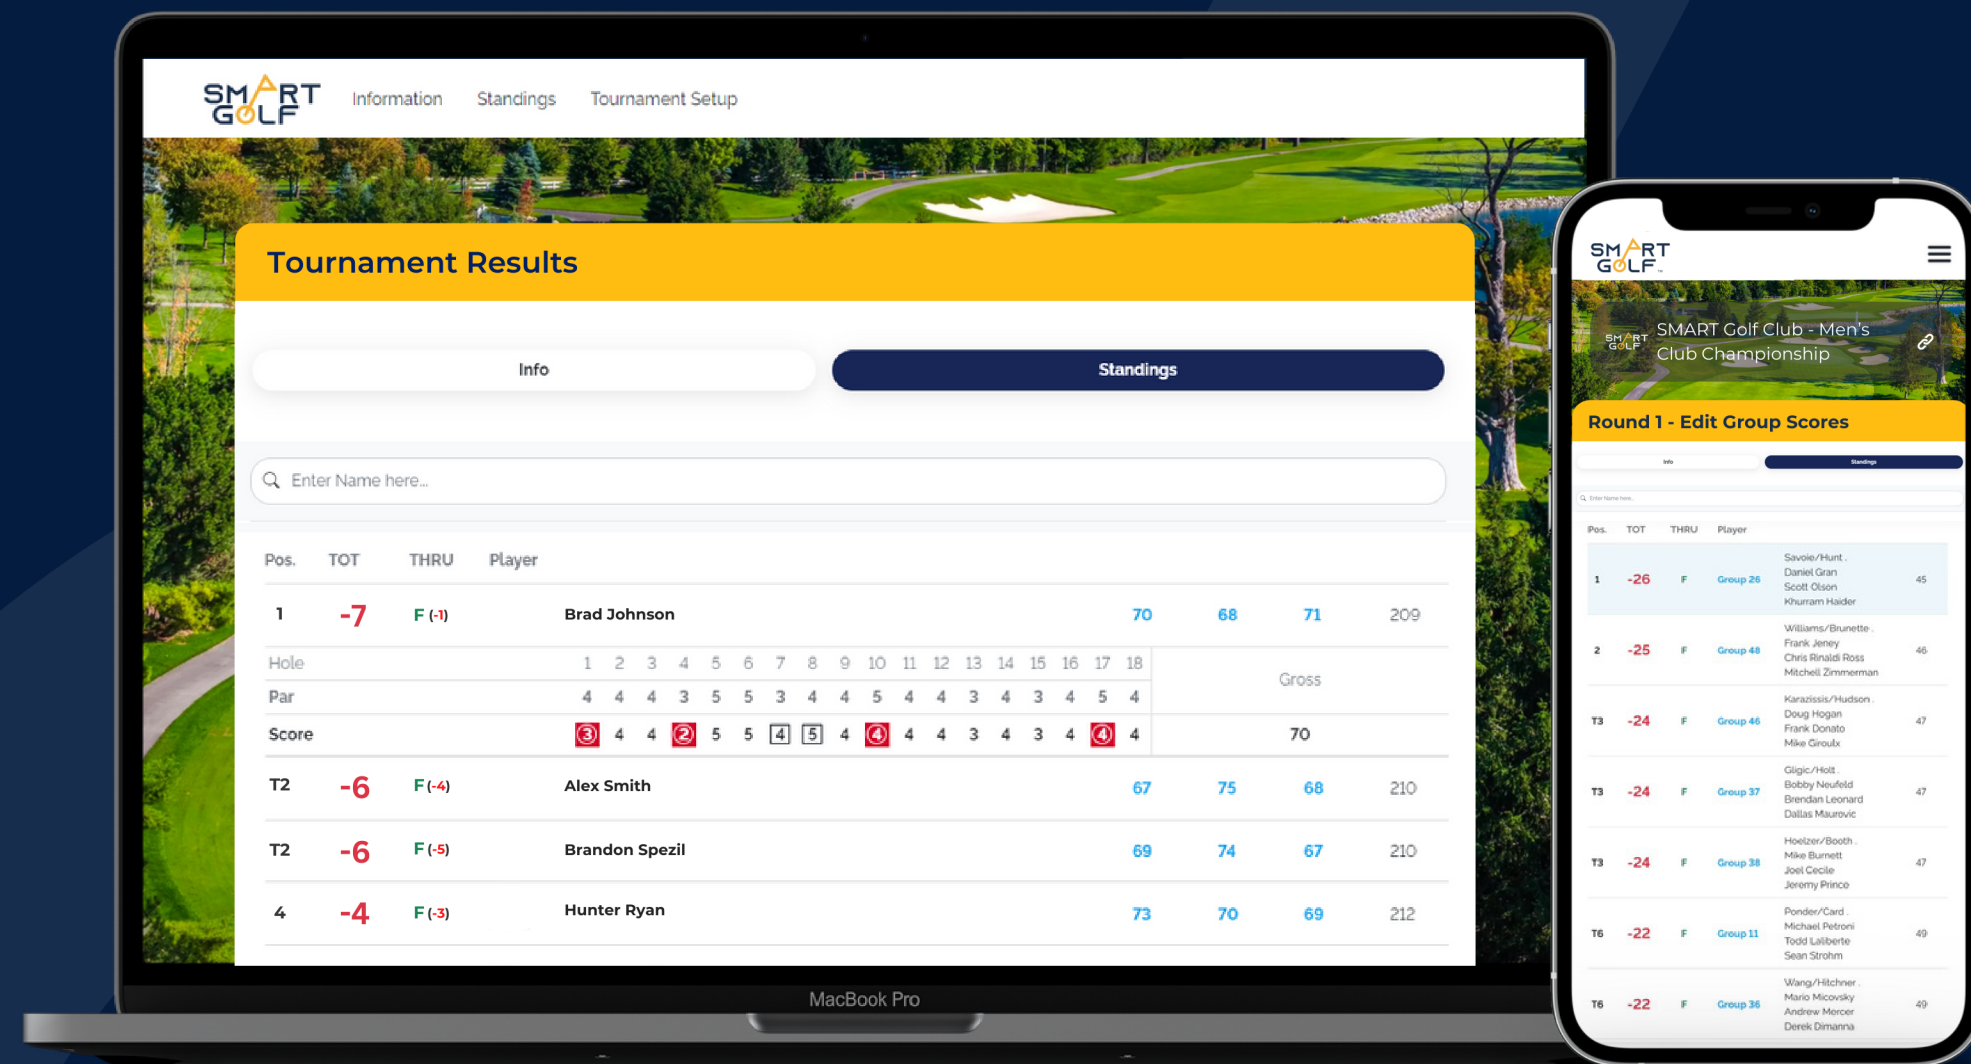 SMART GOLF
Information Standings Tournament Setup
Tournament Results
Info Standings
Enter Name here...
Pos. TOT THRU Player
1 -7 F (-1) Brad Johnson 70 68 71 209
Hole 1 2 3 4 5 6 7 8 9 10 11 12 13 14 15 16 17 18 Gross
Par 4 4 4 3 5 5 3 4 4 5 4 4 3 4 3 4 5 4
Score 3 4 4 2 5 5 4 5 4 4 4 4 3 4 3 4 4 4 70
T2 -6 F (-4) Alex Smith 67 75 68 210
T2 -6 F (-5) Brandon Spezil 69 74 67 210
4 -4 F (-3) Hunter Ryan 73 70 69 212
MacBook Pro
SMART GOLF™
SMART GOLF
SMART Golf Club - Men's
Club Championship
Round 1 - Edit Group Scores
Info Standings
Enter Name here...
Pos. TOT THRU Player
Savoie/Hunt .
Daniel Gran
1 -26 F Group 26 45
Scott Olson
Khurram Haider
Williams/Brunette .
Frank Jeney
2 -25 F Group 48 46
Chris Rinaldi Ross
Mitchell Zimmerman
Karazissis/Hudson .
Doug Hogan
T3 -24 F Group 46 47
Frank Donato
Mike Giroulx
Gligic/Holt .
Bobby Neufeld
T3 -24 F Group 37 47
Brendan Leonard
Dallas Maurovic
Hoelzer/Booth .
Mike Burnett
T3 -24 F Group 38 47
Joel Cecile
Jeremy Prince
Ponder/Card .
Michael Petroni
T6 -22 F Group 11 49
Todd Laliberte
Sean Strohm
Wang/Hitchner .
Mario Micovsky
T6 -22 F Group 36 49
Andrew Mercer
Derek Dimanna